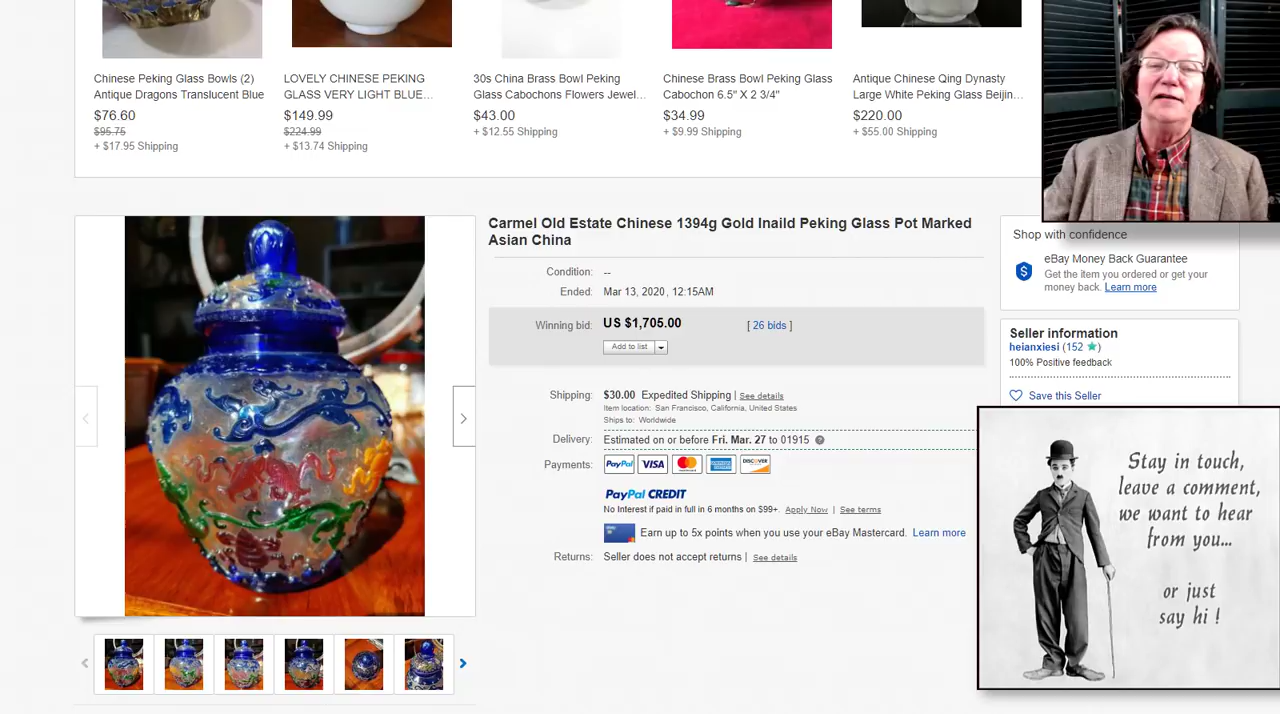 Chinese Peking Glass Bowls (2)
Antique Dragons Translucent Blue
$76.60
$95.75
+ $17.95 Shipping
LOVELY CHINESE PEKING
GLASS VERY LIGHT BLUE…
$149.99
$224.99
+ $13.74 Shipping
30s China Brass Bowl Peking
Glass Cabochons Flowers Jewel…
$43.00
+ $12.55 Shipping
Chinese Brass Bowl Peking Glass
Cabochon 6.5" X 2 3/4"
$34.99
+ $9.99 Shipping
Antique Chinese Qing Dynasty
Large White Peking Glass Beijin…
$220.00
+ $55.00 Shipping
Carmel Old Estate Chinese 1394g Gold Inaild Peking Glass Pot Marked
Asian China
Condition: --
Ended: Mar 13, 2020, 12:15AM
Winning bid: US $1,705.00 [ 26 bids ]
Add to list
Shipping: $30.00 Expedited Shipping | See details
Item location: San Francisco, California, United States
Ships to: Worldwide
Delivery: Estimated on or before Fri. Mar. 27 to 01915
Payments: PayPal VISA mastercard AMERICAN EXPRESS DISCOVER
PayPal CREDIT
No Interest if paid in full in 6 months on $99+. Apply Now | See terms
Earn up to 5x points when you use your eBay Mastercard. Learn more
Returns: Seller does not accept returns | See details
Shop with confidence
eBay Money Back Guarantee
Get the item you ordered or get your
money back. Learn more
Seller information
heianxiesi (152 ★)
100% Positive feedback
Save this Seller
Stay in touch,
leave a comment,
we want to hear
from you...
or just
say hi !